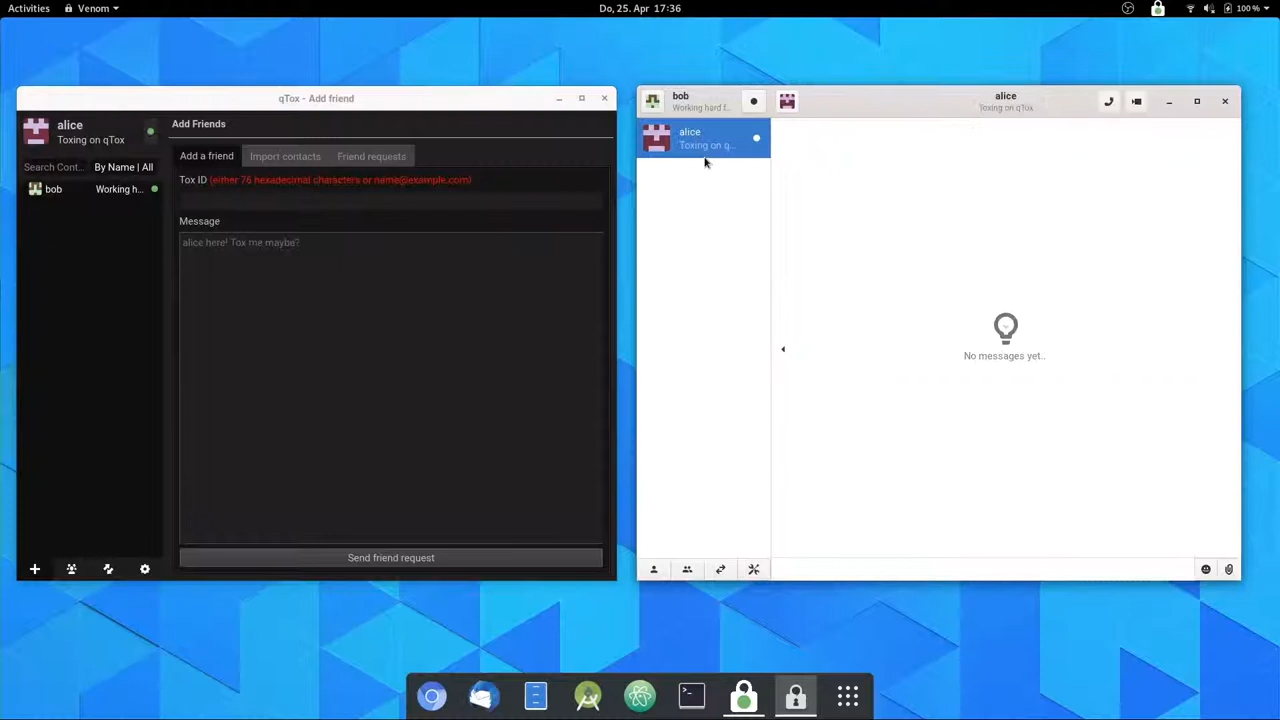 Activities
Venom
Do, 25. Apr 17:36
100 %
qTox - Add friend
alice
Toxing on qTox
Search Cont...
By Name | All
bob
Working h...
Add Friends
Add a friend
Import contacts
Friend requests
Tox ID (either 76 hexadecimal characters or name@example.com)
Message
alice here! Tox me maybe?
Send friend request
bob
Working hard f...
alice
Toxing on qTox
alice
Toxing on q...
No messages yet..